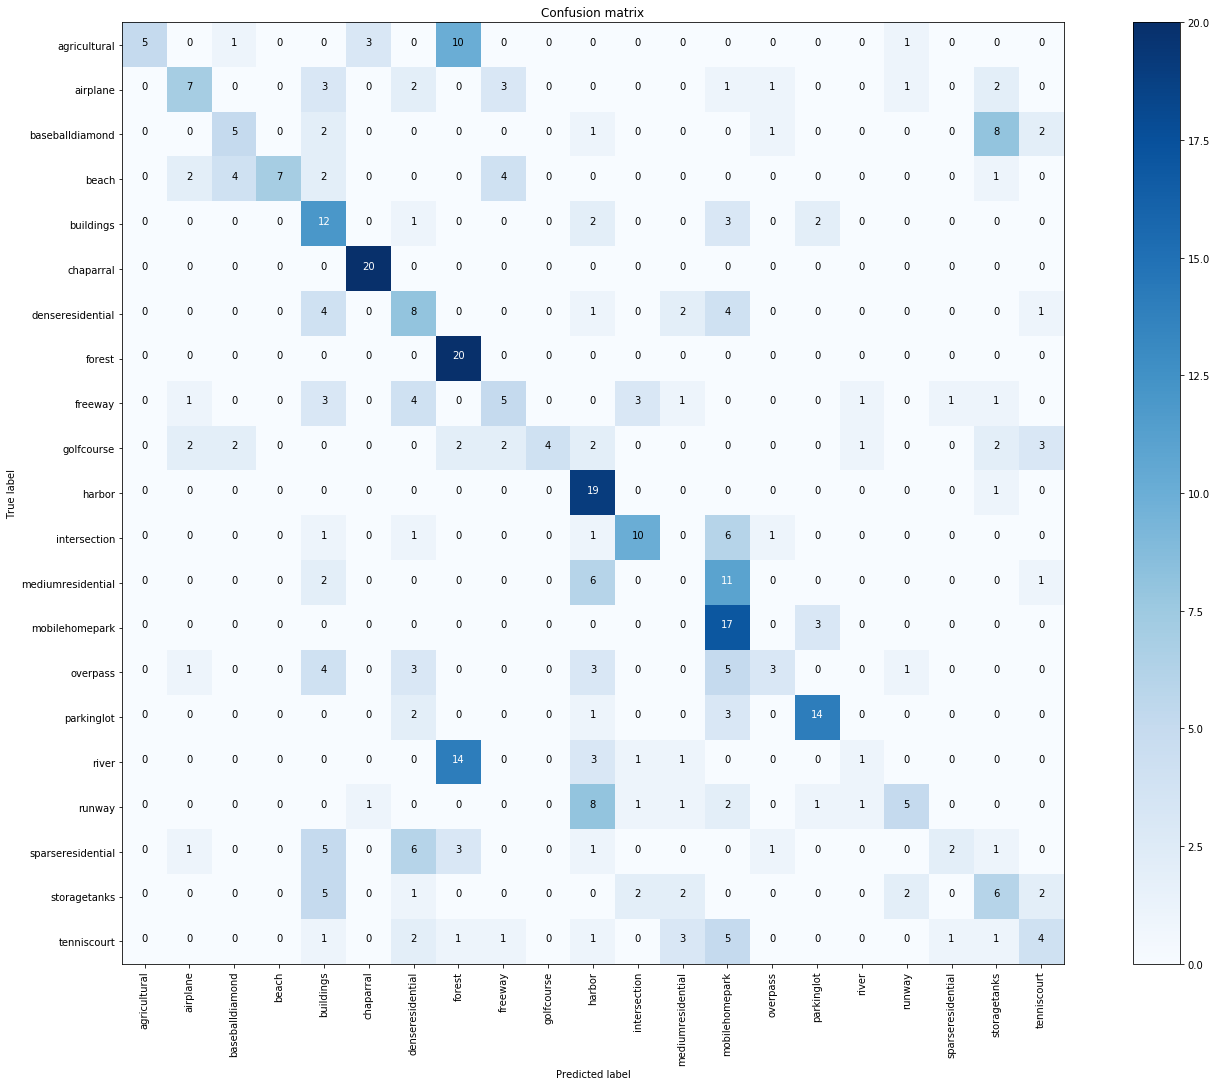 Confusion matrix
True label
agricultural 5 0 1 0 0 3 0 10 0 0 0 0 0 0 0 0 0 1 0 0 0
airplane 0 7 0 0 3 0 2 0 3 0 0 0 0 1 1 0 0 1 0 2 0
baseballdiamond 0 0 5 0 2 0 0 0 0 0 1 0 0 0 1 0 0 0 0 8 2
beach 0 2 4 7 2 0 0 0 4 0 0 0 0 0 0 0 0 0 0 1 0
buildings 0 0 0 0 12 0 1 0 0 0 2 0 0 3 0 2 0 0 0 0 0
chaparral 0 0 0 0 0 20 0 0 0 0 0 0 0 0 0 0 0 0 0 0 0
denseresidential 0 0 0 0 4 0 8 0 0 0 1 0 2 4 0 0 0 0 0 0 1
forest 0 0 0 0 0 0 0 20 0 0 0 0 0 0 0 0 0 0 0 0 0
freeway 0 1 0 0 3 0 4 0 5 0 0 3 1 0 0 0 1 0 1 1 0
golfcourse 0 2 2 0 0 0 0 2 2 4 2 0 0 0 0 0 1 0 0 2 3
harbor 0 0 0 0 0 0 0 0 0 0 19 0 0 0 0 0 0 0 0 1 0
intersection 0 0 0 0 1 0 1 0 0 0 1 10 0 6 1 0 0 0 0 0 0
mediumresidential 0 0 0 0 2 0 0 0 0 0 6 0 0 11 0 0 0 0 0 0 1
mobilehomepark 0 0 0 0 0 0 0 0 0 0 0 0 0 17 0 3 0 0 0 0 0
overpass 0 1 0 0 4 0 3 0 0 0 3 0 0 5 3 0 0 1 0 0 0
parkinglot 0 0 0 0 0 0 2 0 0 0 1 0 0 3 0 14 0 0 0 0 0
river 0 0 0 0 0 0 0 14 0 0 3 1 1 0 0 0 1 0 0 0 0
runway 0 0 0 0 0 1 0 0 0 0 8 1 1 2 0 1 1 5 0 0 0
sparseresidential 0 1 0 0 5 0 6 3 0 0 1 0 0 0 1 0 0 0 2 1 0
storagetanks 0 0 0 0 5 0 1 0 0 0 0 2 2 0 0 0 0 2 0 6 2
tenniscourt 0 0 0 0 1 0 2 1 1 0 1 0 3 5 0 0 0 0 1 1 4
agricultural
airplane
baseballdiamond
beach
buildings
chaparral
denseresidential
forest
freeway
golfcourse
harbor
intersection
mediumresidential
mobilehomepark
overpass
parkinglot
river
runway
sparseresidential
storagetanks
tenniscourt
Predicted label
20.0
17.5
15.0
12.5
10.0
7.5
5.0
2.5
0.0